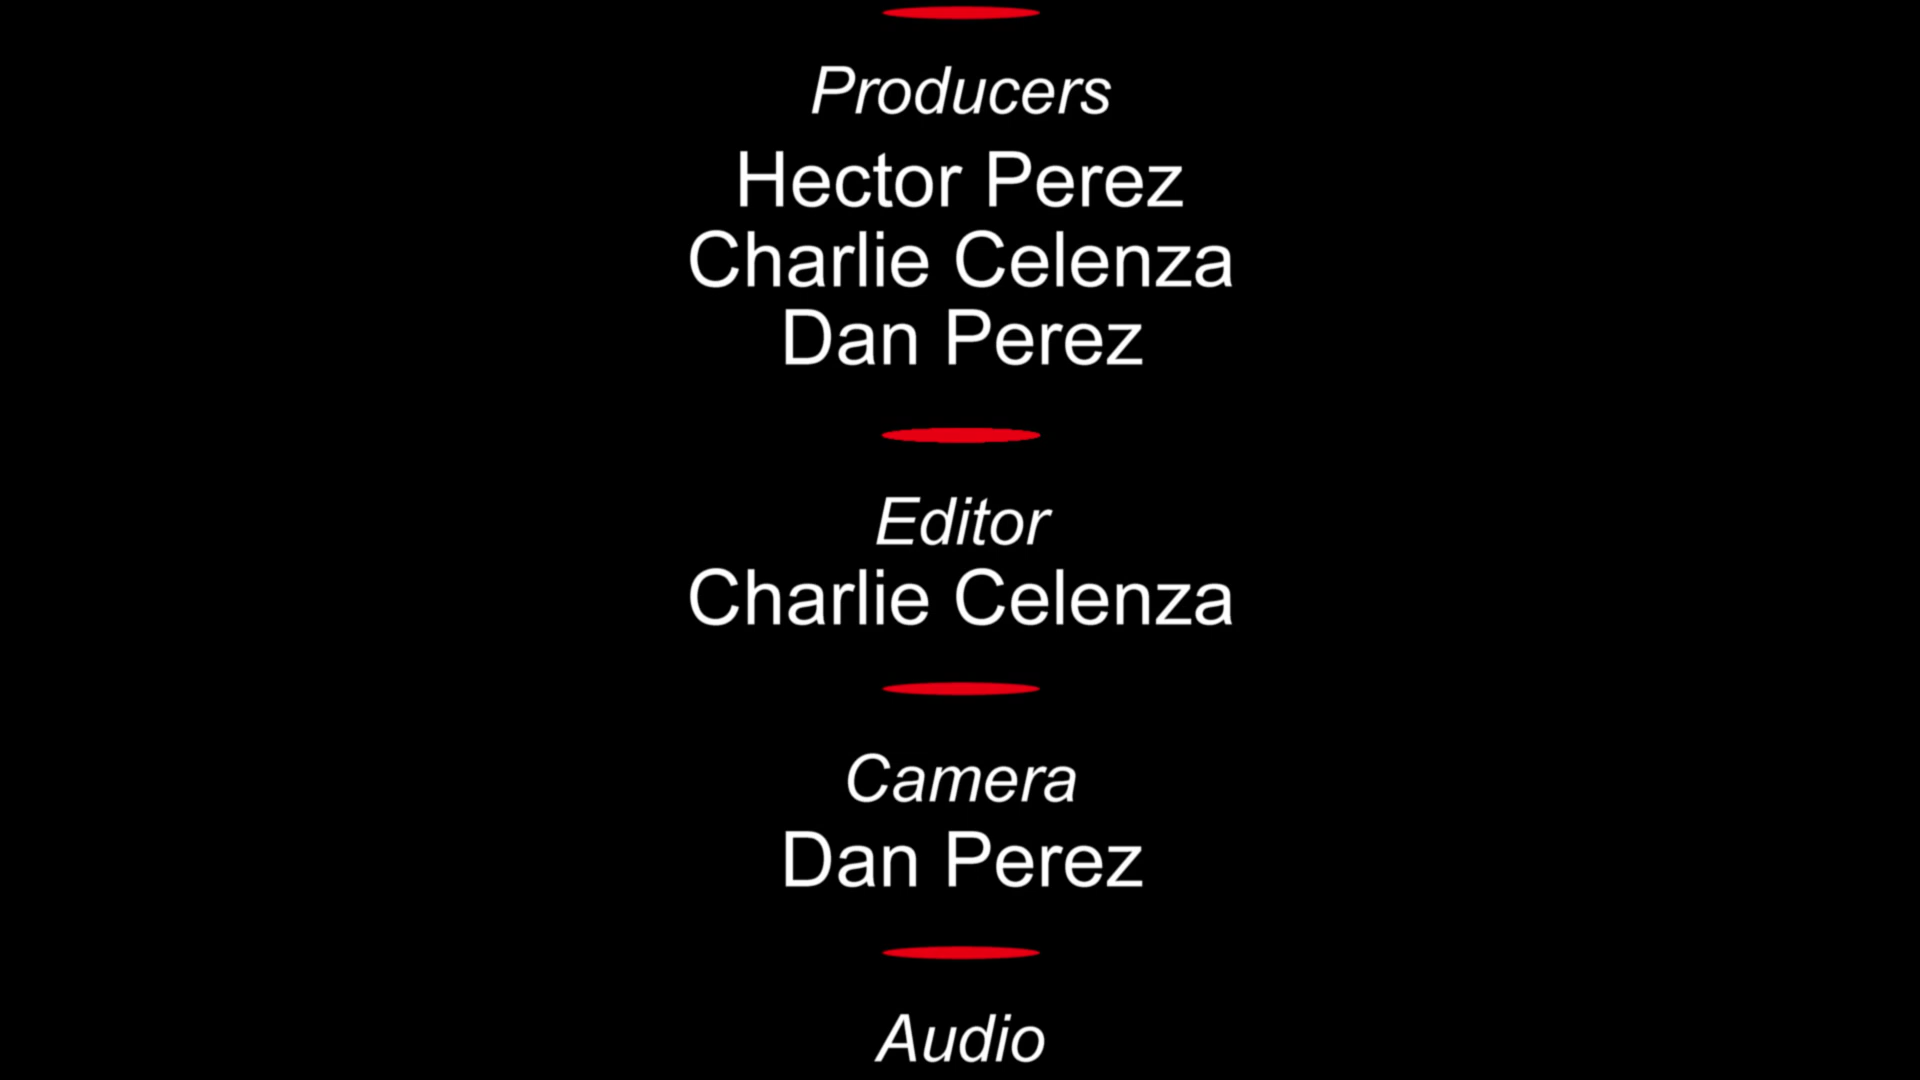 Producers
Hector Perez
Charlie Celenza
Dan Perez
Editor
Charlie Celenza
Camera
Dan Perez
Audio